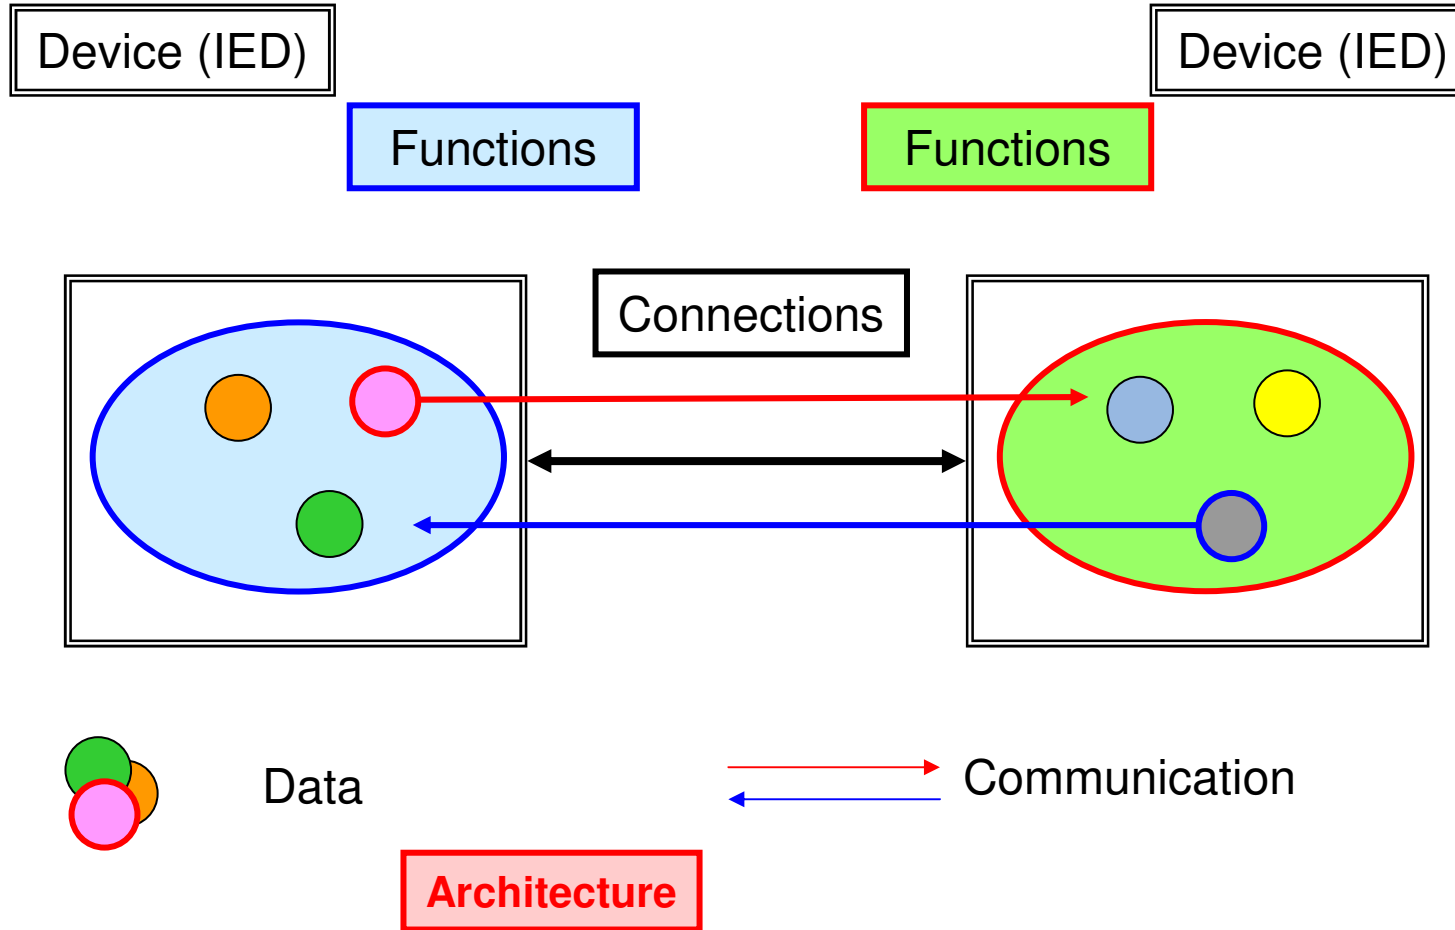 Device (IED)
Device (IED)
Functions
Functions
Connections
Data
Communication
Architecture